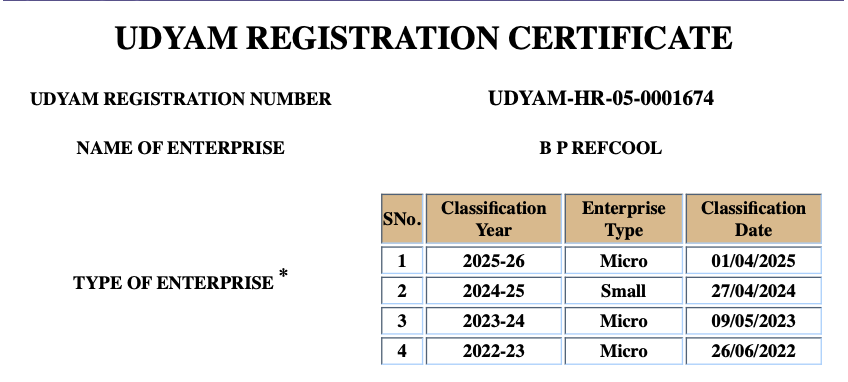 UDYAM REGISTRATION CERTIFICATE
UDYAM REGISTRATION NUMBER UDYAM-HR-05-0001674
NAME OF ENTERPRISE B P REFCOOL
TYPE OF ENTERPRISE *
SNo. Classification Year Enterprise Type Classification Date
1 2025-26 Micro 01/04/2025
2 2024-25 Small 27/04/2024
3 2023-24 Micro 09/05/2023
4 2022-23 Micro 26/06/2022